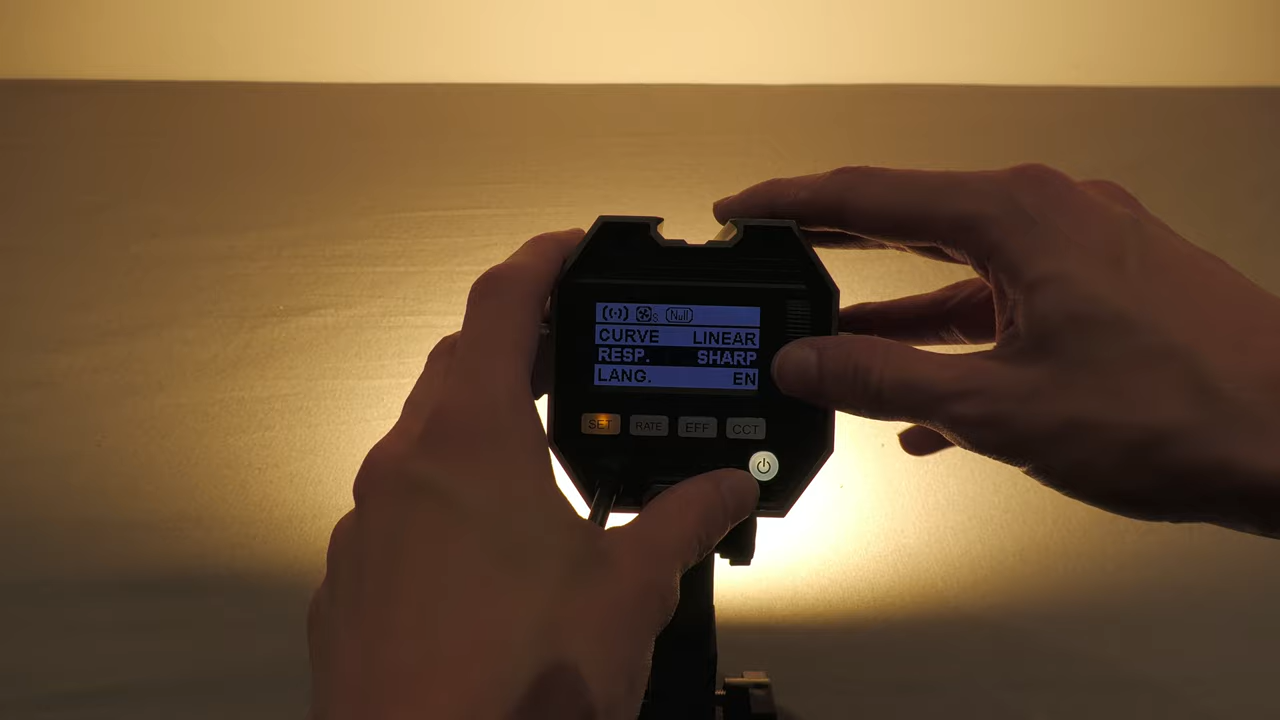 Null
CURVE LINEAR
RESP. SHARP
LANG. EN
SET RATE EFF CCT